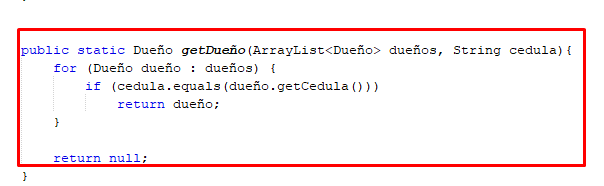 public static Dueño getDueño(ArrayList<Dueño> dueños, String cedula){
for (Dueño dueño : dueños) {
if (cedula.equals(dueño.getCedula()))
return dueño;
}
return null;
}